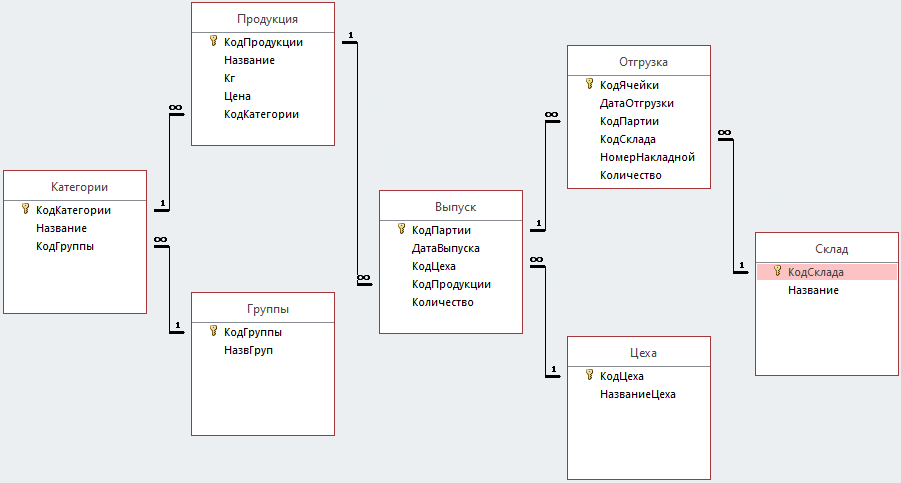 Продукция
КодПродукции
Название
Кг
Цена
КодКатегории
1
∞
Категории
КодКатегории
Название
КодГруппы
1
∞
Группы
КодГруппы
НазвГруп
1
Выпуск
КодПартии
ДатаВыпуска
КодЦеха
КодПродукции
Количество
∞
1
∞
Отгрузка
КодЯчейки
ДатаОтгрузки
КодПартии
КодСклада
НомерНакладной
Количество
∞
∞
Цеха
КодЦеха
НазваниеЦеха
1
Склад
КодСклада
Название
1